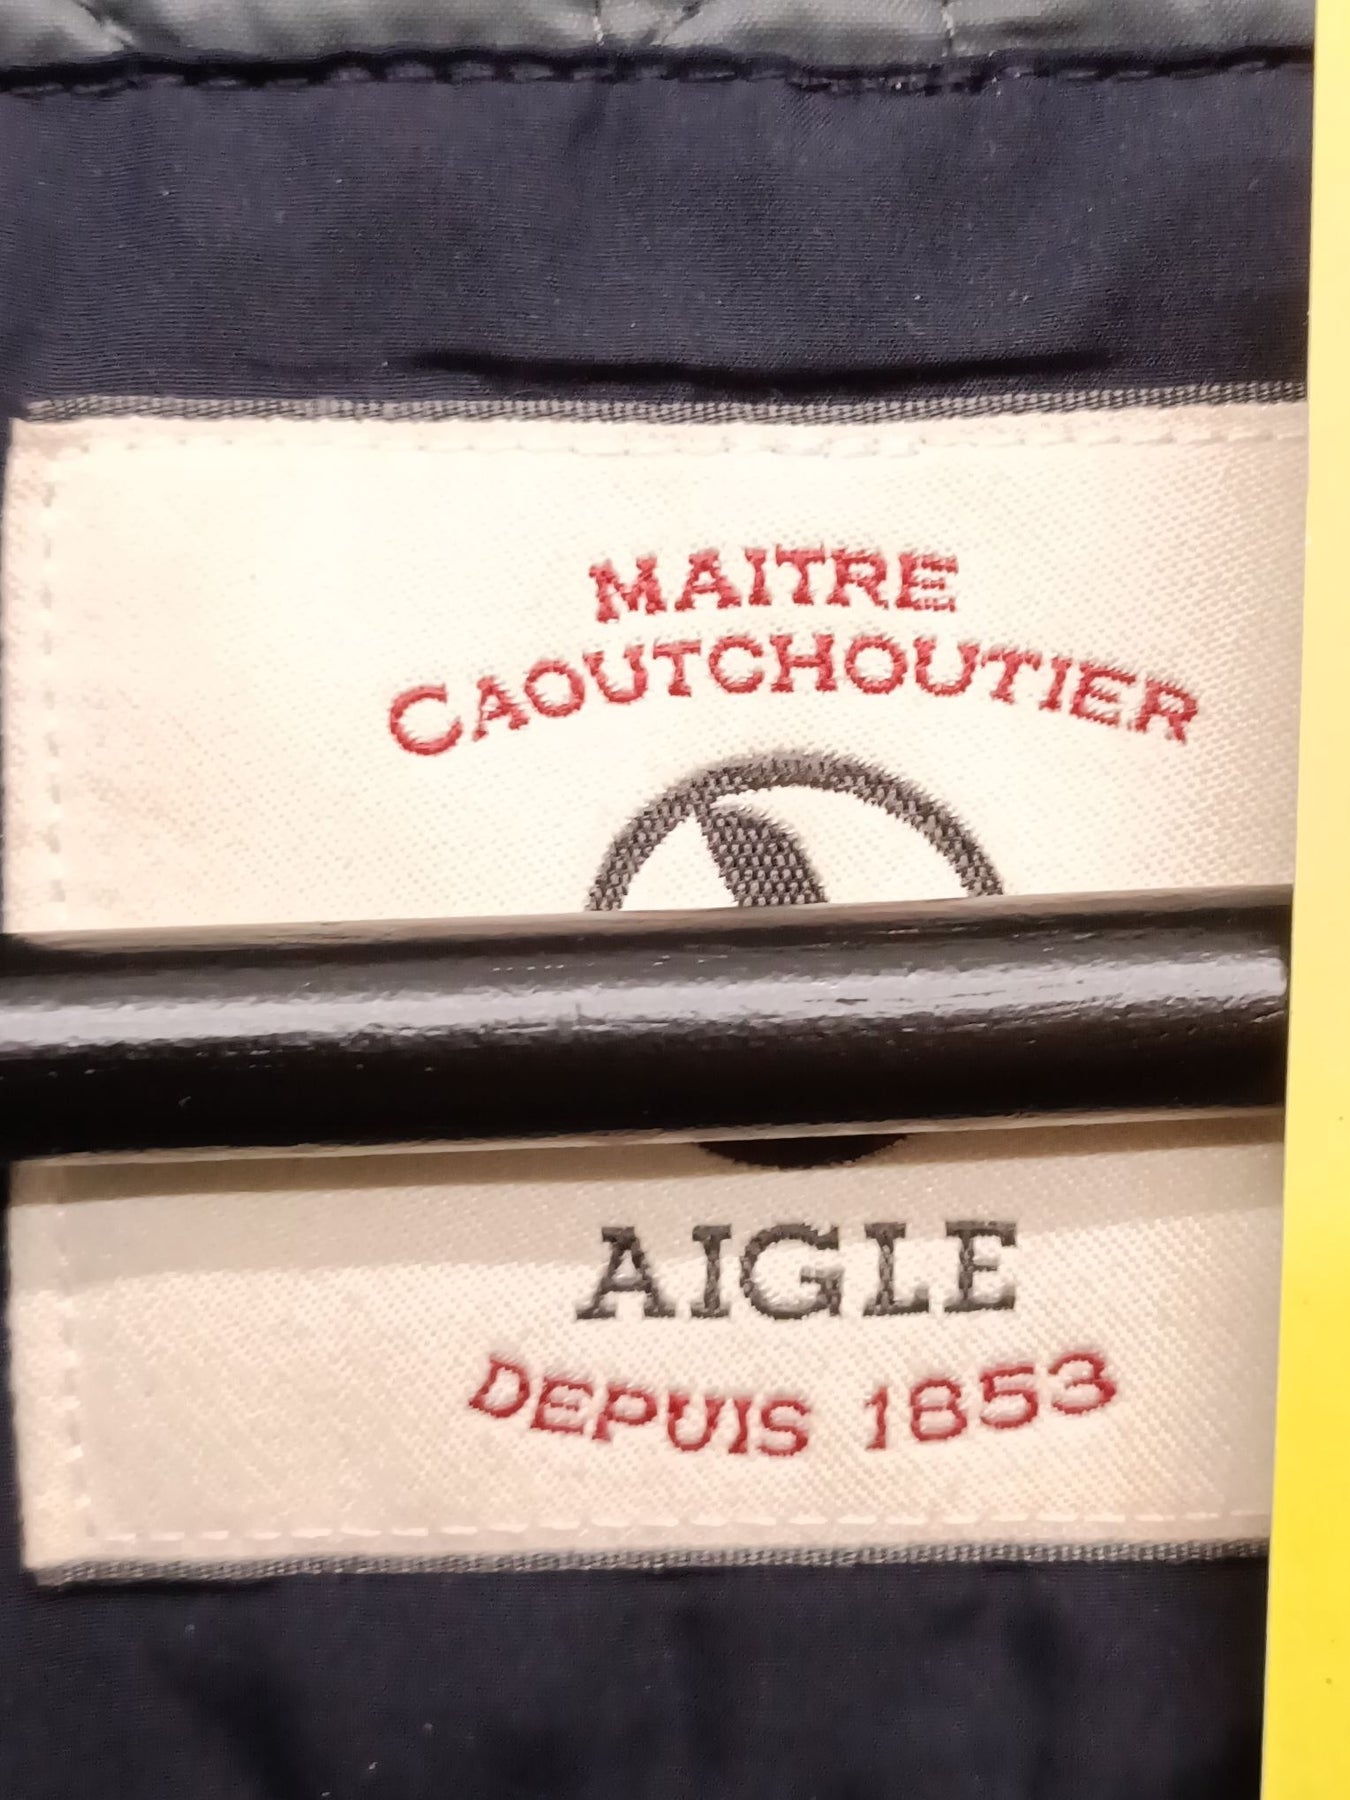 MAITRE
CAOUTCHOUTIER
AIGLE
DEPUIS 1853